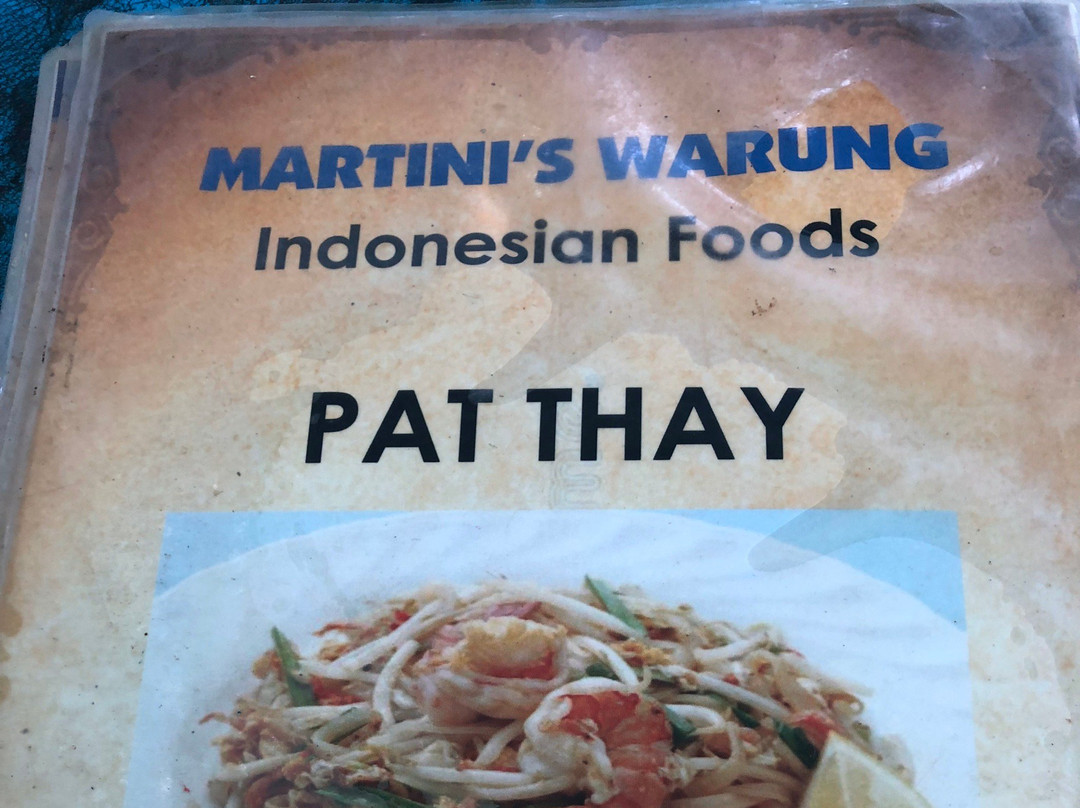 MARTINI'S WARUNG
Indonesian Foods
PAT THAY